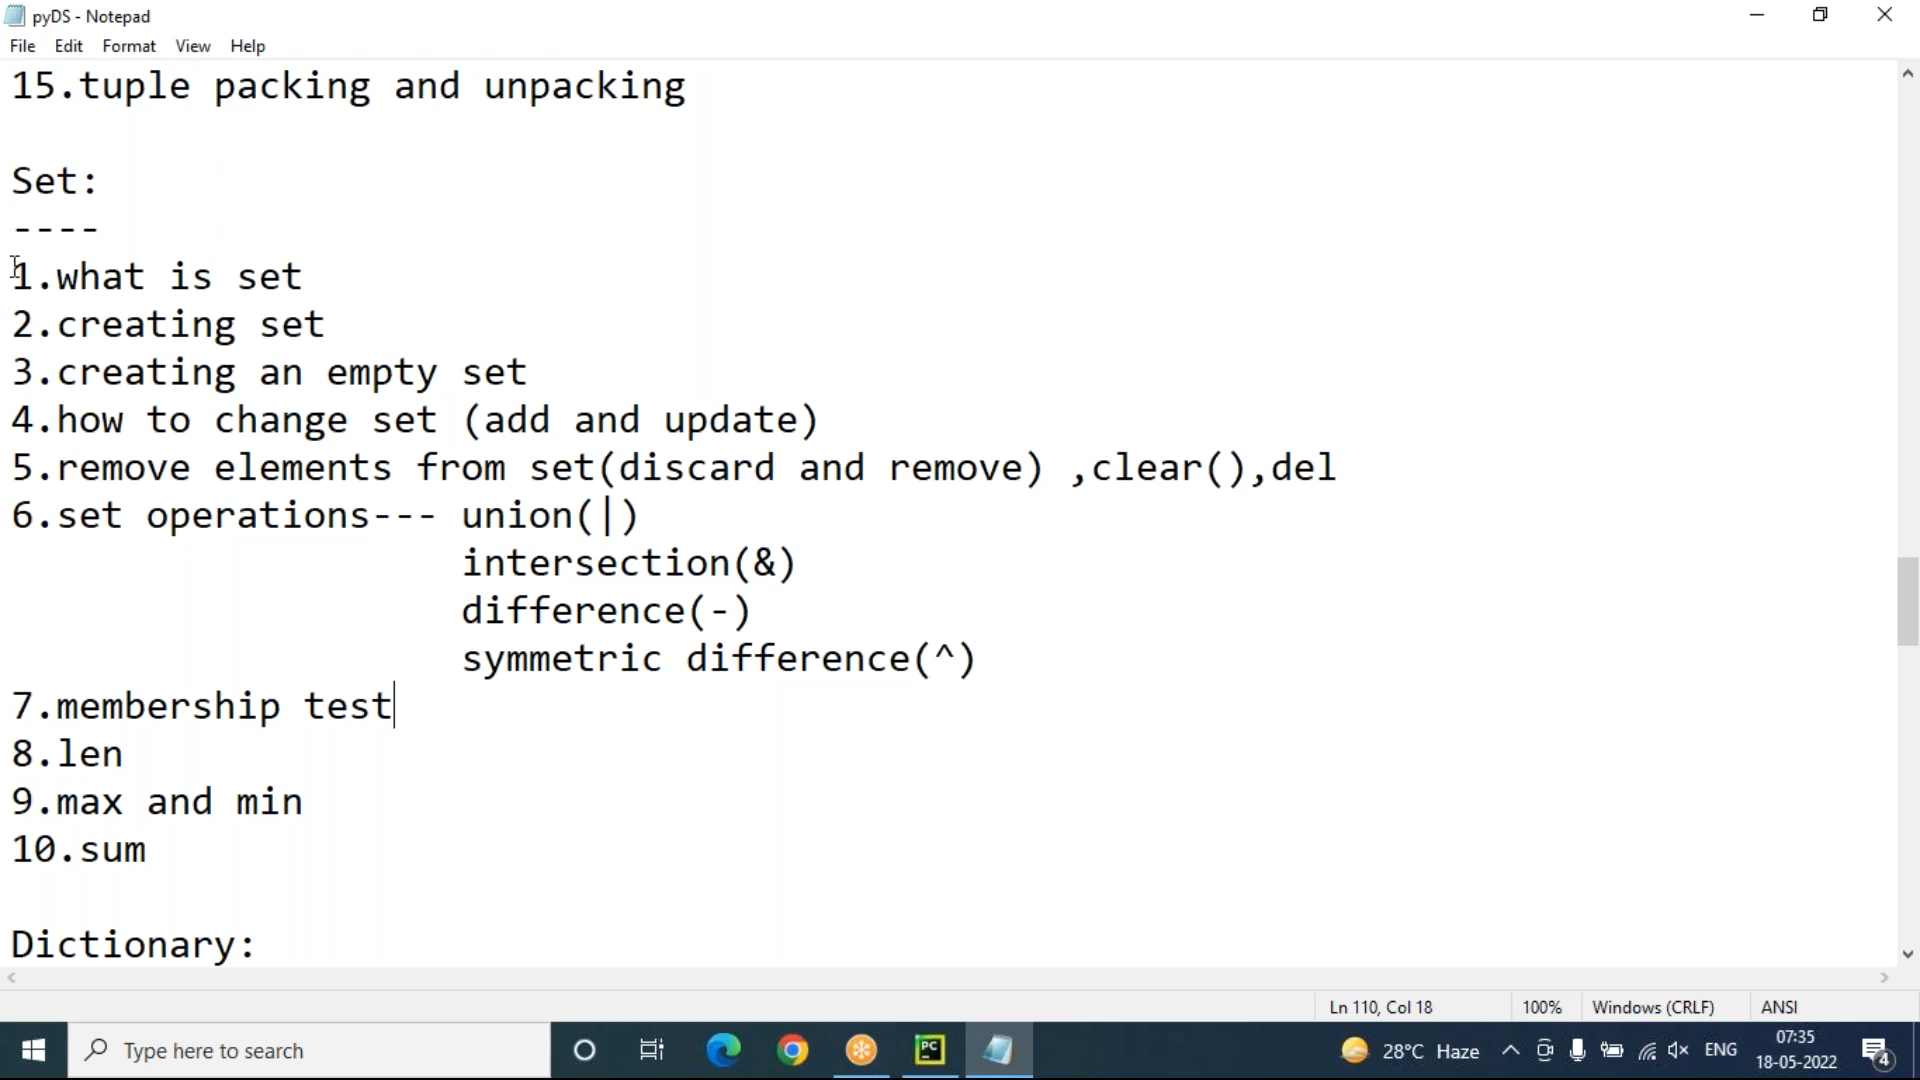 pyDS - Notepad
File Edit Format View Help
15.tuple packing and unpacking
Set:
----
1.what is set
2.creating set
3.creating an empty set
4.how to change set (add and update)
5.remove elements from set(discard and remove) ,clear(),del
6.set operations--- union(|)
intersection(&)
difference(-)
symmetric difference(^)
7.membership test
8.len
9.max and min
10.sum
Dictionary:
Ln 110, Col 18 100% Windows (CRLF) ANSI
Type here to search
PC
28°C Haze
ENG
07:35
18-05-2022
4